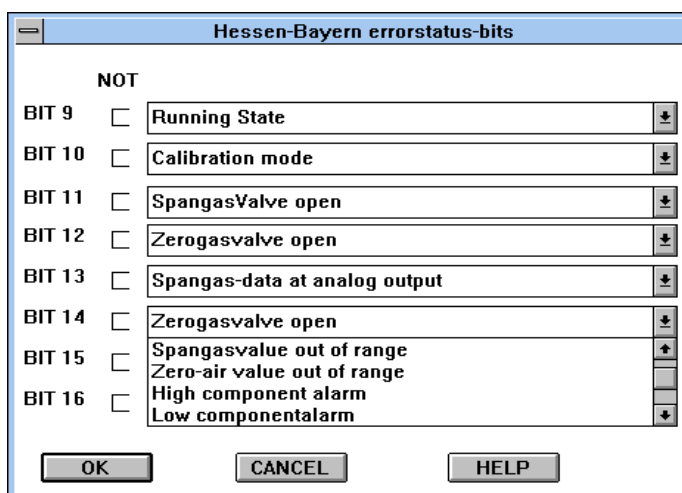 Hessen-Bayern errorstatus-bits
NOT
BIT 9 Running State
BIT 10 Calibration mode
BIT 11 SpangasValve open
BIT 12 Zerogasvalve open
BIT 13 Spangas-data at analog output
BIT 14 Zerogasvalve open
Spangasvalue out of range
BIT 15 Zero-air value out of range
High component alarm
BIT 16 Low componentalarm
OK CANCEL HELP